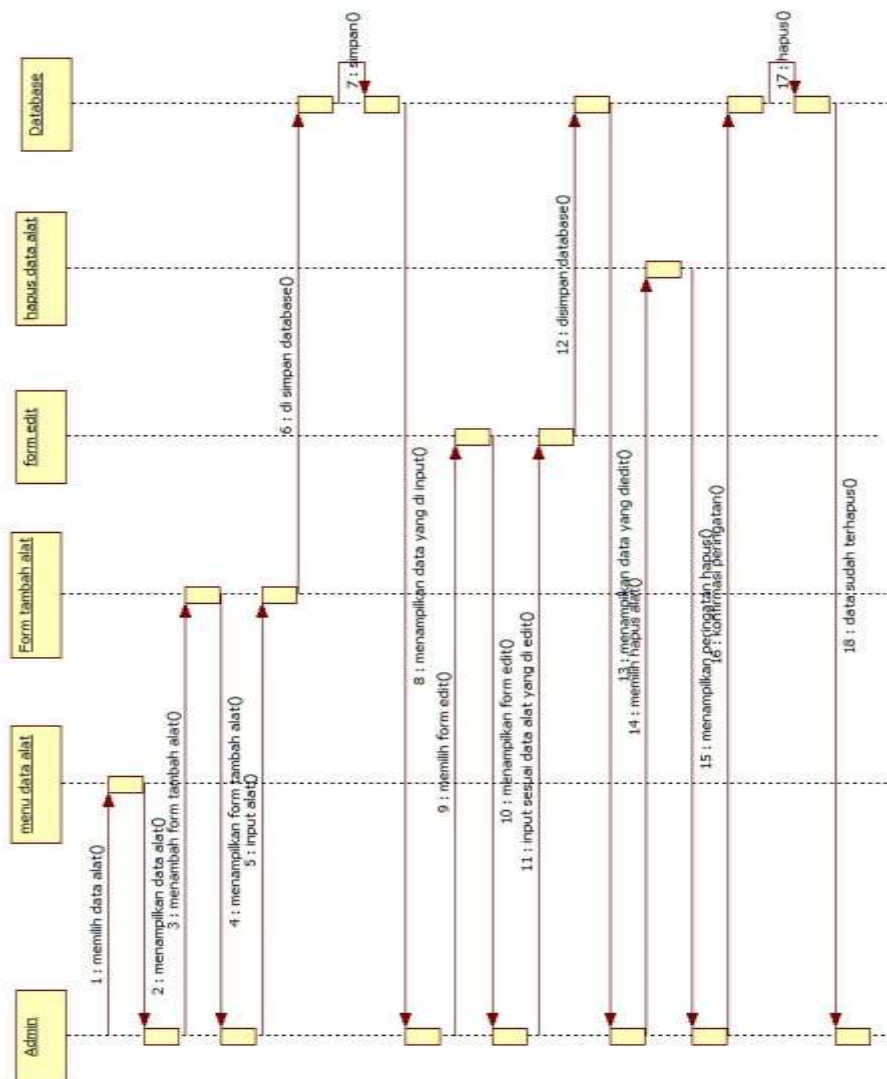 Admin
menu data alat
Form tambah alat
form edit
hapus data alat
Database
1 : memilih data alat()
2 : menampilkan data alat()
3 : menambah form tambah alat()
4 : menampilkan form tambah alat()
5 : input alat()
6 : di simpan database()
7 : simpan()
8 : menampilkan data yang di input()
9 : memilih form edit()
10 : menampilkan form edit()
11 : input sesuai data alat yang di edit()
12 : disimpan database()
13 : menampilkan data yang diedit()
14 : memilih hapus alat()
15 : menampilkan peringatan hapus()
16 : konfirmasi peringatan()
17 : hapus()
18 : data sudah terhapus()